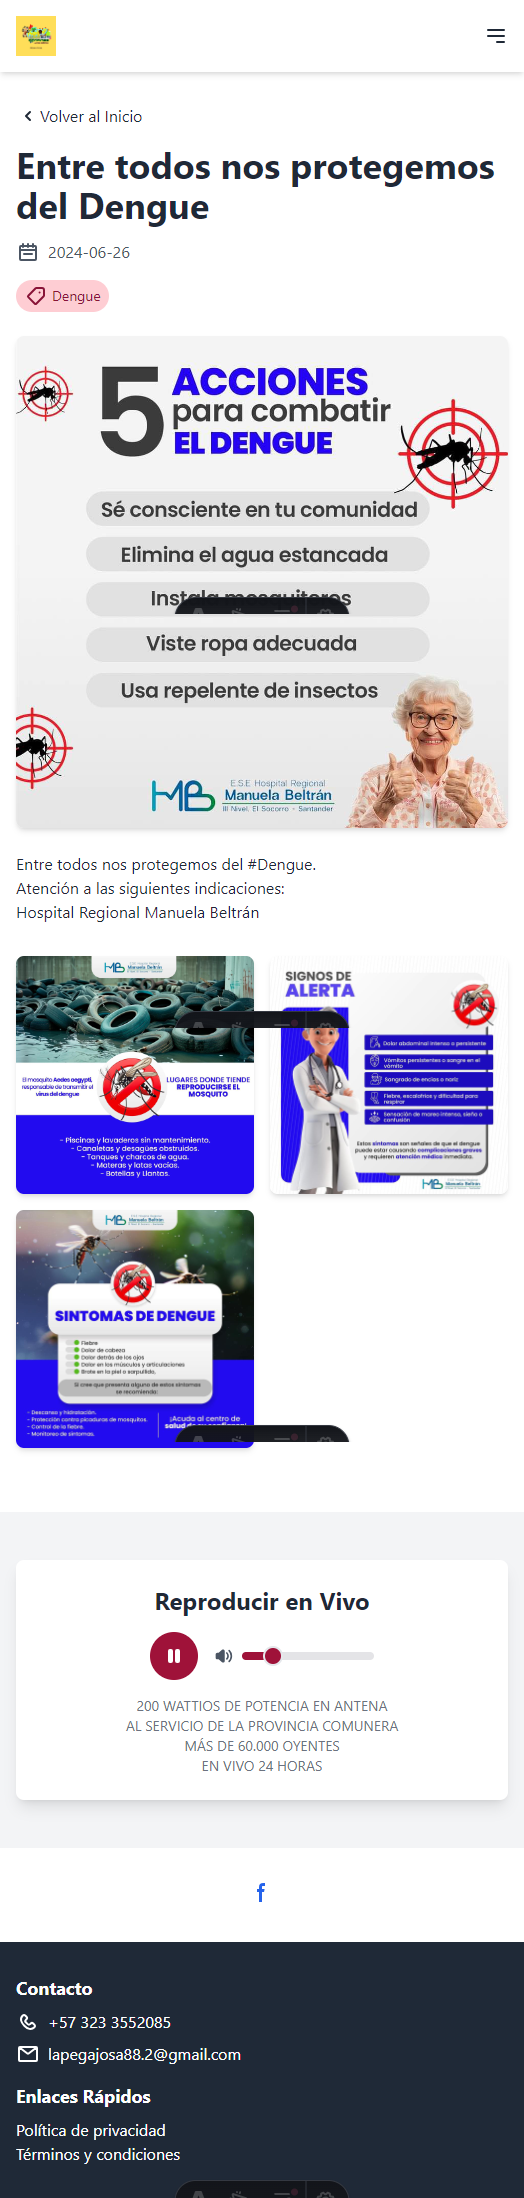 Volver al Inicio
Entre todos nos protegemos
del Dengue
2024-06-26
Dengue
5 ACCIONES
para combatir
EL DENGUE
Sé consciente en tu comunidad
Elimina el agua estancada
Instala mosquiteros
Viste ropa adecuada
Usa repelente de insectos
E.S.E. Hospital Regional
Manuela Beltrán
III Nivel, El Socorro - Santander
Entre todos nos protegemos del #Dengue.
Atención a las siguientes indicaciones:
Hospital Regional Manuela Beltrán
Manuela Beltrán
El mosquito Aedes aegypti,
responsable de transmitir el
virus del dengue
LUGARES DONDE TIENDE
REPRODUCIRSE EL
MOSQUITO
- Piscinas y lavaderos sin mantenimiento.
- Canaletas y desagües obstruidos.
- Tanques y charcos de agua.
- Materas y latas vacías.
- Botellas y Llantas.
SIGNOS DE
ALERTA
Dolor abdominal intenso o persistente
Vómitos persistentes o sangre en el
vómito
Sangrado de encías o nariz
Fiebre, escalofríos y dificultad para
respirar
Sensación de mareo intenso, sueño o
confusión
Estos síntomas son señales de que el dengue
puede estar causando complicaciones graves
y requieren atención médica inmediata.
Manuela Beltrán
Manuela Beltrán
SINTOMAS DE DENGUE
Fiebre
Dolor de cabeza
Dolor detrás de los ojos
Dolor en los músculos y articulaciones
Brote en la piel o sarpullido.
Si cree que presenta alguno de estos síntomas
se recomienda:
- Descanso y hidratación.
- Protección contra picaduras de mosquitos.
- Control de la fiebre.
- Monitoreo de síntomas.
¡Acuda al centro de
salud de
Reproducir en Vivo
200 WATTIOS DE POTENCIA EN ANTENA
AL SERVICIO DE LA PROVINCIA COMUNERA
MÁS DE 60.000 OYENTES
EN VIVO 24 HORAS
Contacto
+57 323 3552085
lapegajosa88.2@gmail.com
Enlaces Rápidos
Política de privacidad
Términos y condiciones